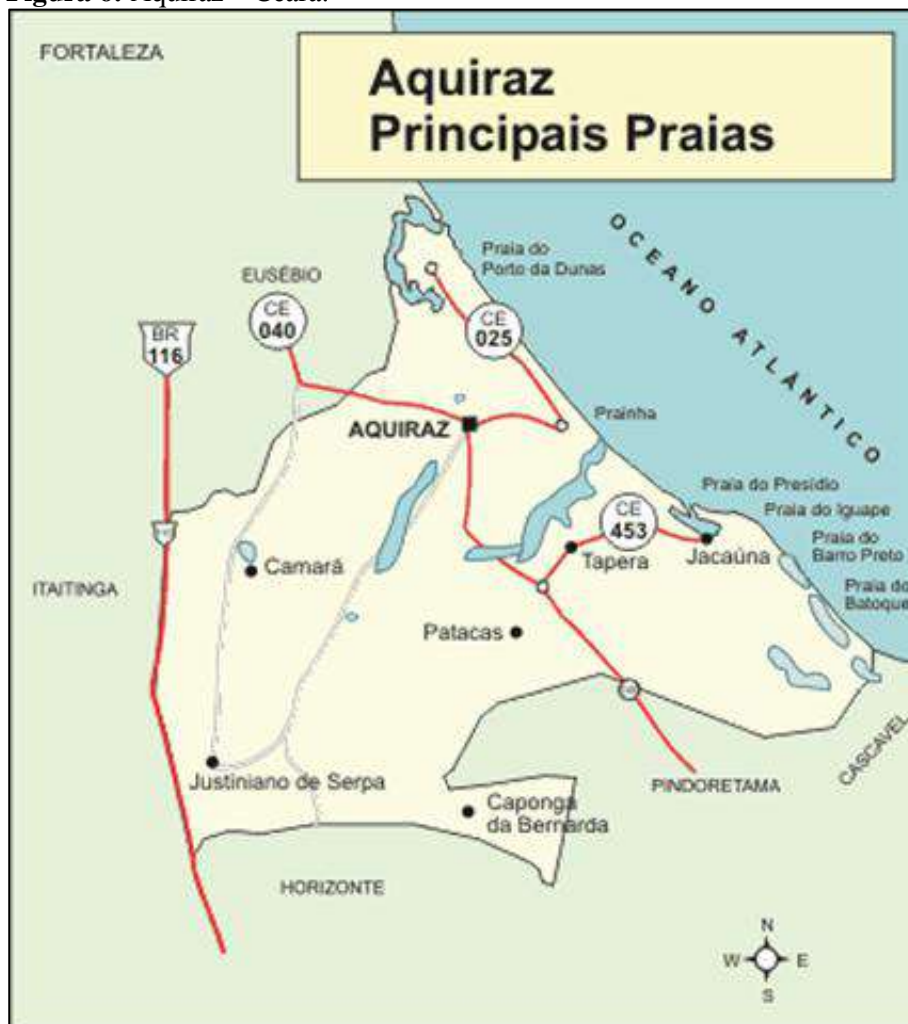 Figura 6: Aquiraz – Ceará.
FORTALEZA
Aquiraz
Principais Praias
OCEANO ATLÂNTICO
Praia do
Porto da Dunas
EUSÉBIO
CE
040
CE
025
BR
116
AQUIRAZ
Prainha
Praia do Presídio
Praia do Iguape
CE
453
Praia do
Barro Preto
Tapera
Jacaúna
Camará
ITAITINGA
Praia do
Batoque
Patacas
CASCAVEL
Justiniano de Serpa
PINDORETAMA
Caponga
da Bernarda
HORIZONTE
N
W
E
S